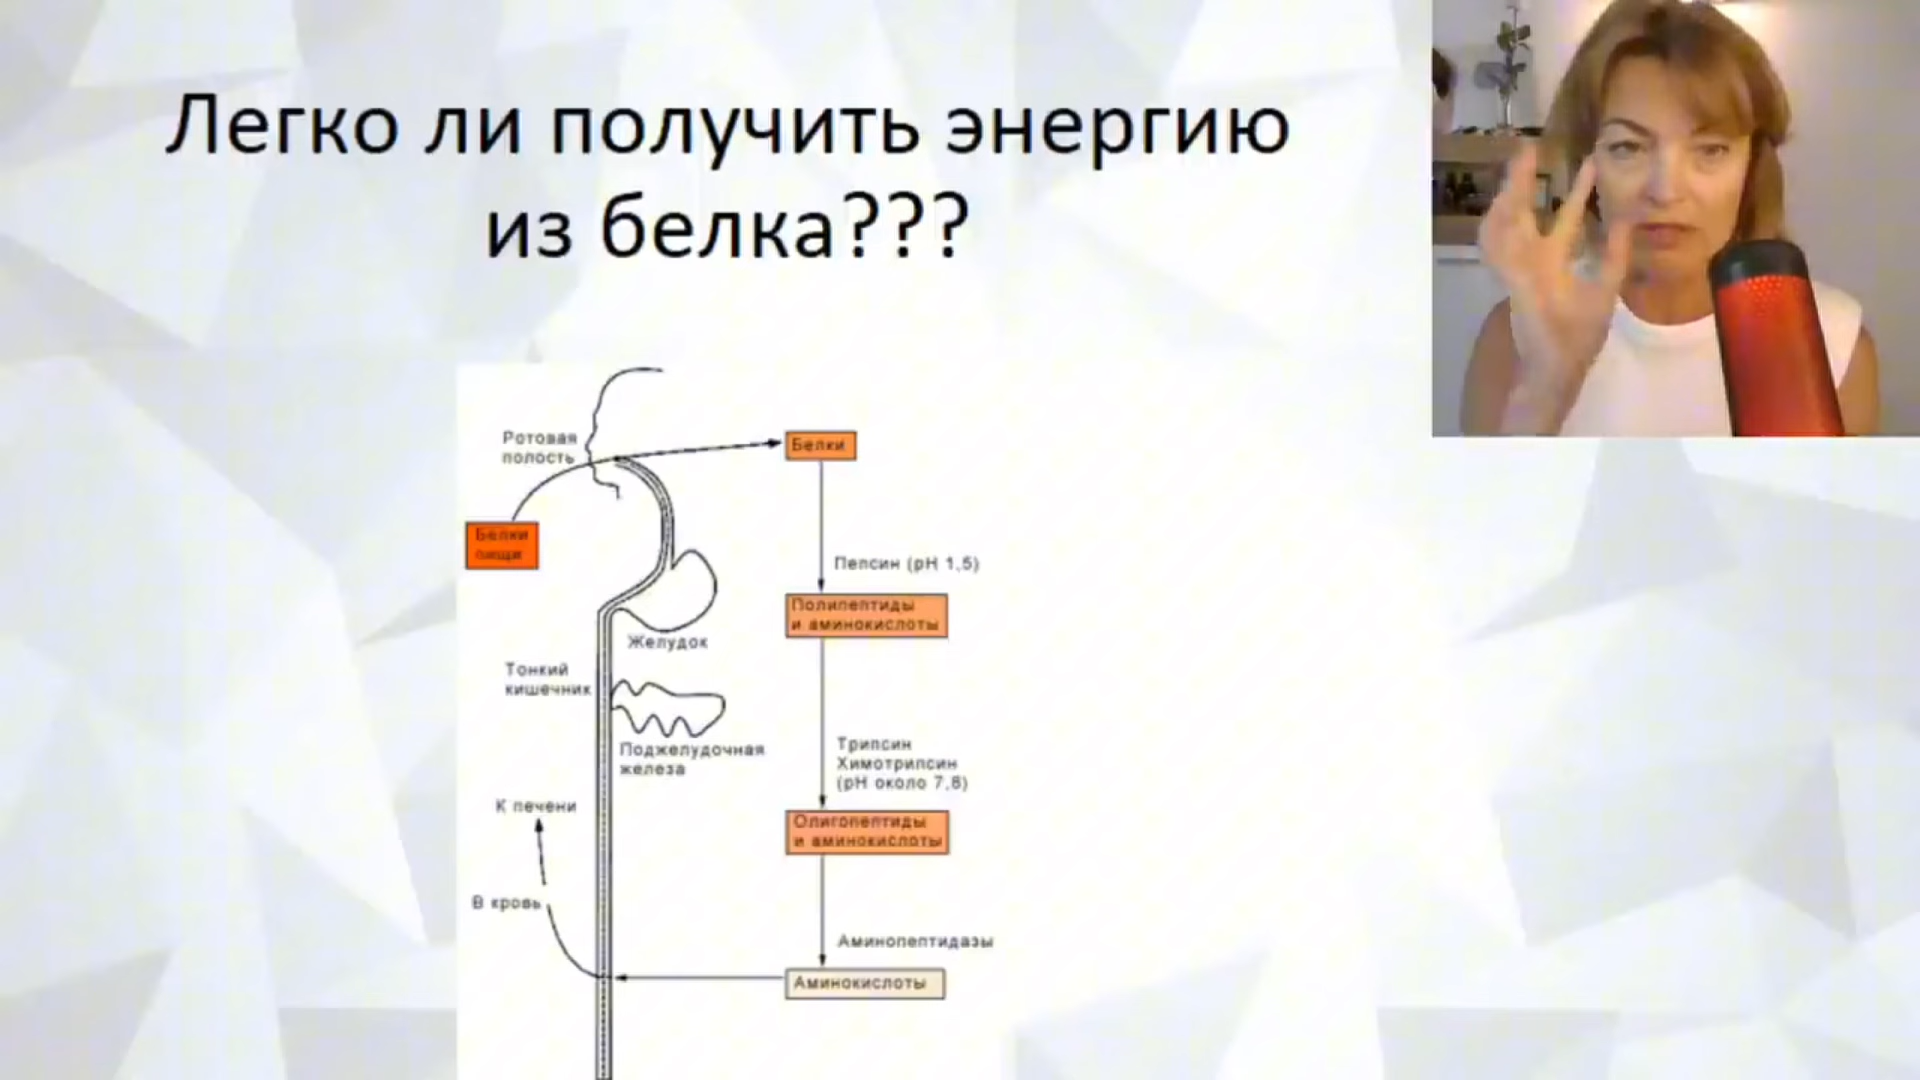 Легко ли получить энергию
из белка???
Ротовая
полость
Белки
Белки
пищи
Пепсин (pH 1,5)
Полипептиды
и аминокислоты
Желудок
Тонкий
кишечник
Поджелудочная
железа
Трипсин
Химотрипсин
(pH около 7,8)
К печени
Олигопептиды
и аминокислоты
В кровь
Аминопептидазы
Аминокислоты